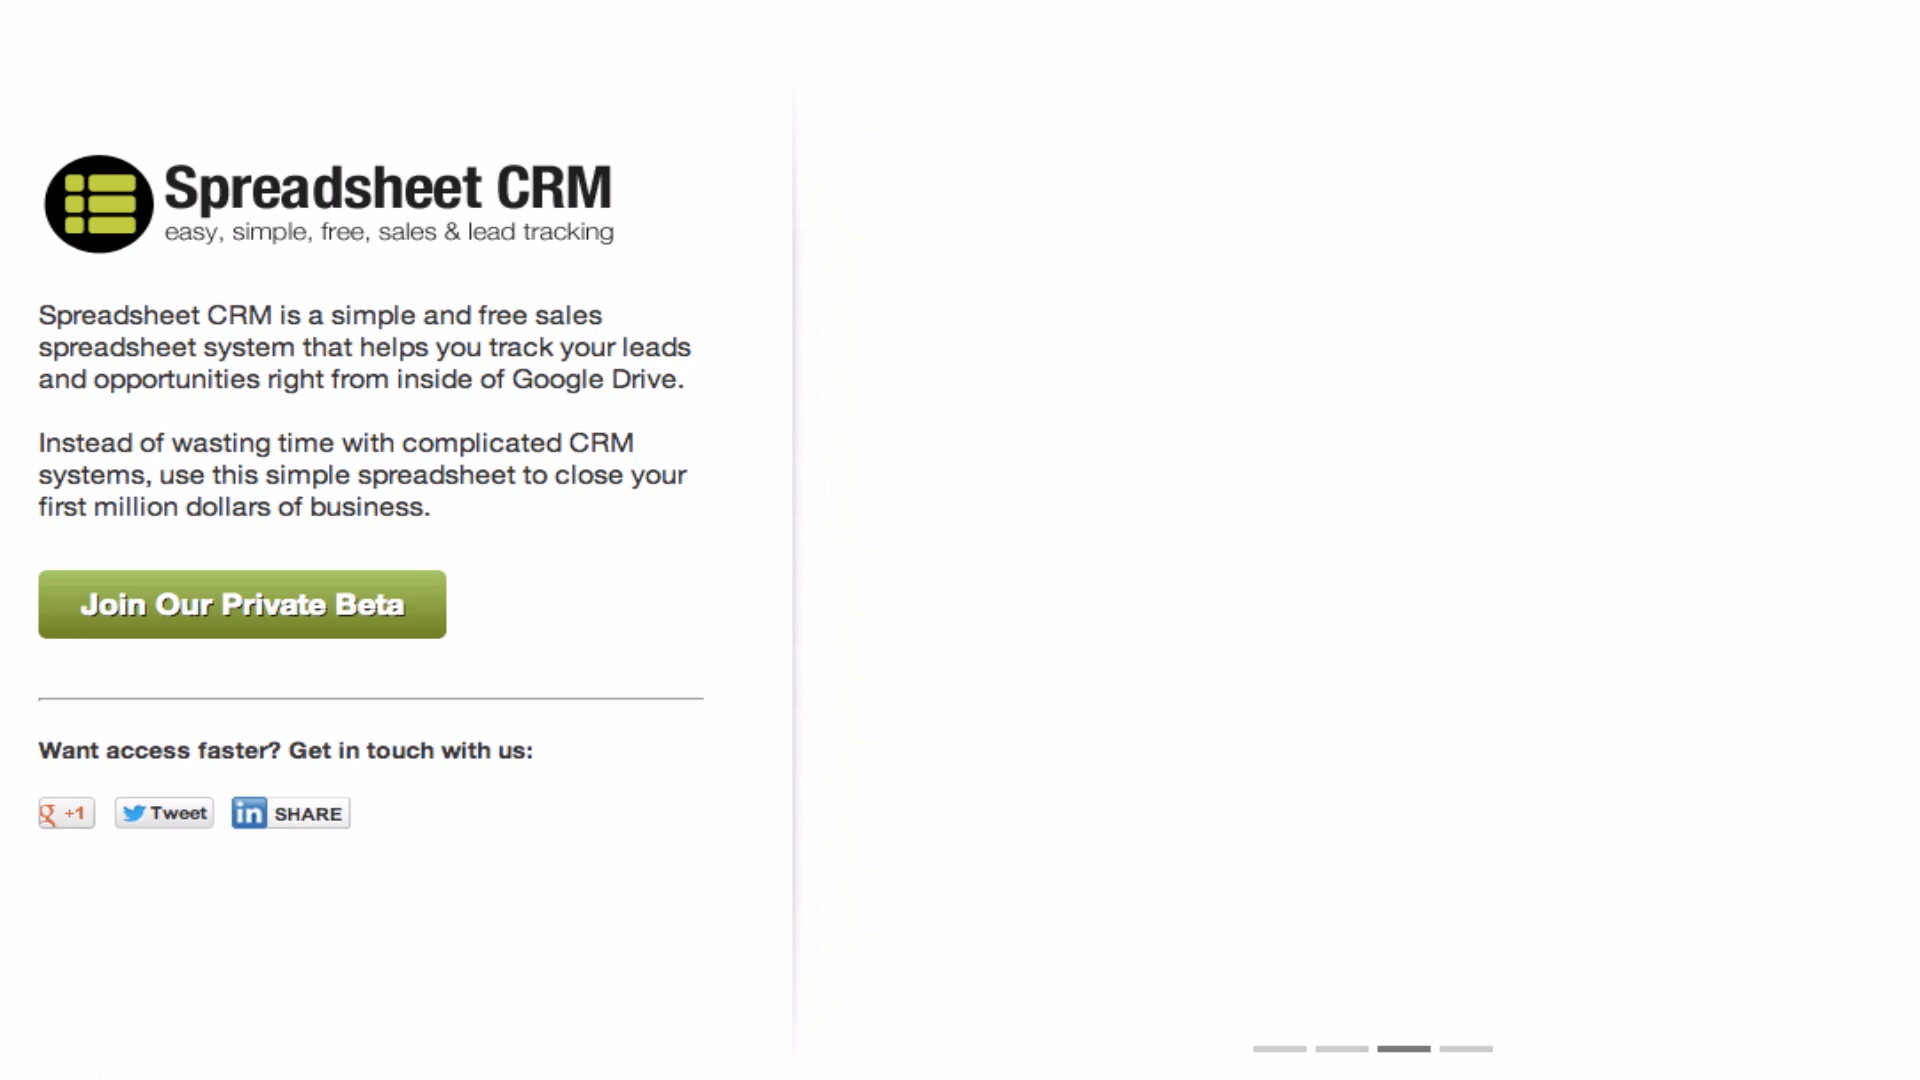 Spreadsheet CRM
easy, simple, free, sales & lead tracking
Spreadsheet CRM is a simple and free sales
spreadsheet system that helps you track your leads
and opportunities right from inside of Google Drive.
Instead of wasting time with complicated CRM
systems, use this simple spreadsheet to close your
first million dollars of business.
Join Our Private Beta
Want access faster? Get in touch with us:
g +1 Tweet in SHARE